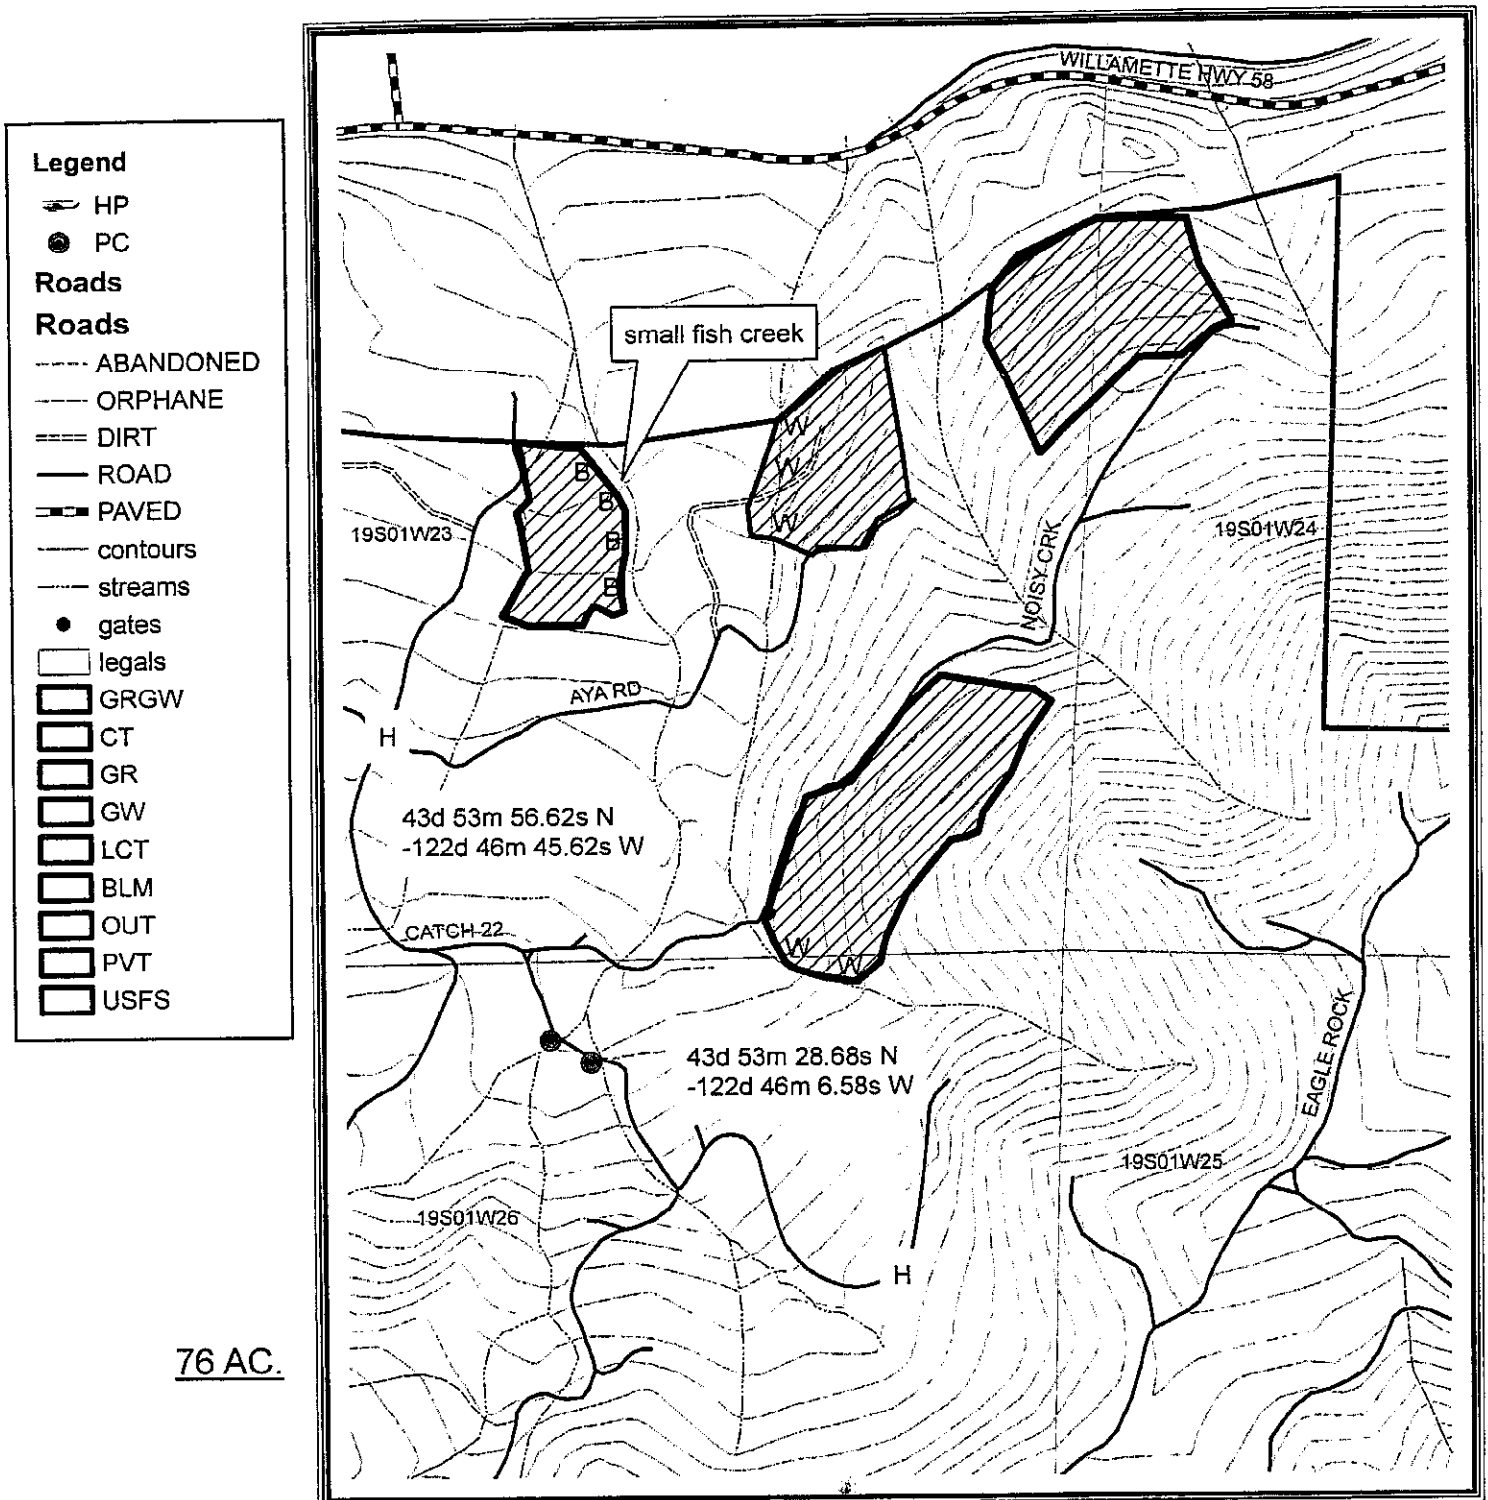 WILLAMETTE HWY 58
Legend
HP
PC
Roads
Roads
ABANDONED
ORPHANE
DIRT
ROAD
PAVED
contours
streams
gates
legals
GRGW
CT
GR
GW
LCT
BLM
OUT
PVT
USFS
small fish creek
W
W
W
B
B
B
B
19S01W23
19S01W24
NOISY CRK
AYA RD
H
43d 53m 56.62s N
-122d 46m 45.62s W
CATCH 22
W
W
EAGLE ROCK
43d 53m 28.68s N
-122d 46m 6.58s W
19S01W25
19S01W26
H
76 AC.